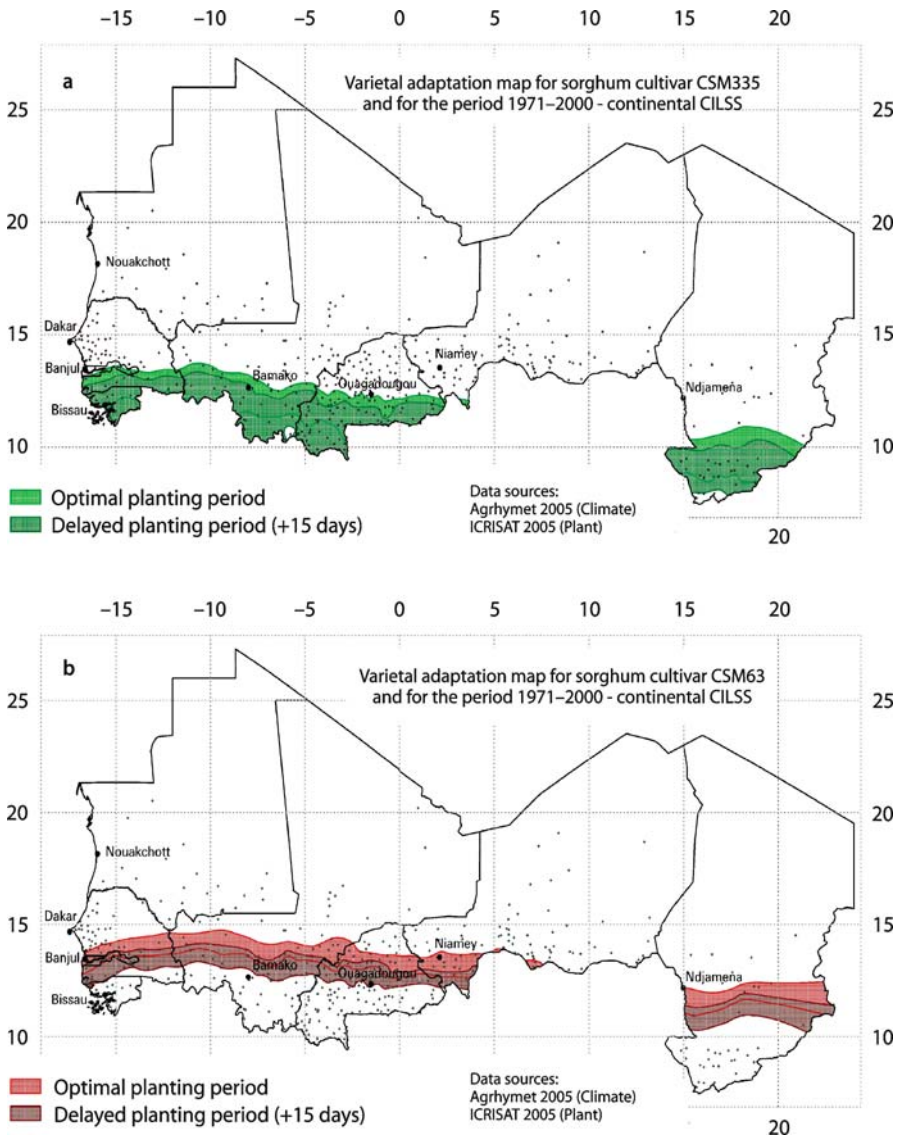 −15 −10 −5 0 5 10 15 20
a
Varietal adaptation map for sorghum cultivar CSM335
and for the period 1971–2000 - continental CILSS
25 25
20 20
Nouakchott
15 15
Dakar
Niamey
Banjul
Bamako
Ouagadougou
Ndjameña
Bissau
10 10
Optimal planting period
Delayed planting period (+15 days)
Data sources:
Agrhymet 2005 (Climate)
ICRISAT 2005 (Plant)
20
−15 −10 −5 0 5 10 15 20
b
Varietal adaptation map for sorghum cultivar CSM63
and for the period 1971–2000 - continental CILSS
25 25
20 20
Nouakchott
15 15
Dakar
Niamey
Banjul
Bamako
Ouagadougou
Ndjameña
Bissau
10 10
Optimal planting period
Delayed planting period (+15 days)
Data sources:
Agrhymet 2005 (Climate)
ICRISAT 2005 (Plant)
20